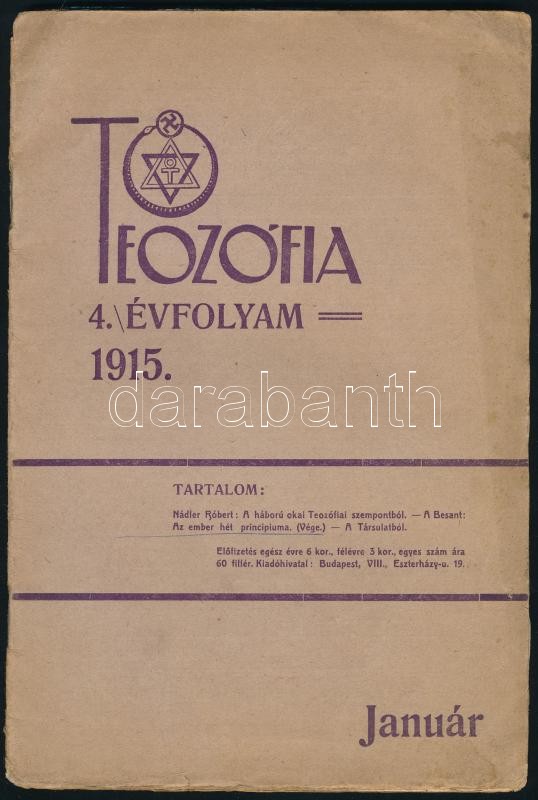 TEOZÓFIA
4. \ ÉVFOLYAM
1915.
darabanth
TARTALOM:
Nádler Róbert: A háború okai Teozófiai szempontból. — A Besant:
Az ember hét principiuma. (Vége.) — A Társulatból.
Előfizetés egész évre 6 kor., félévre 3 kor., egyes szám ára
60 fillér. Kiadóhivatal: Budapest, VIII., Eszterházy-u. 19.
Január